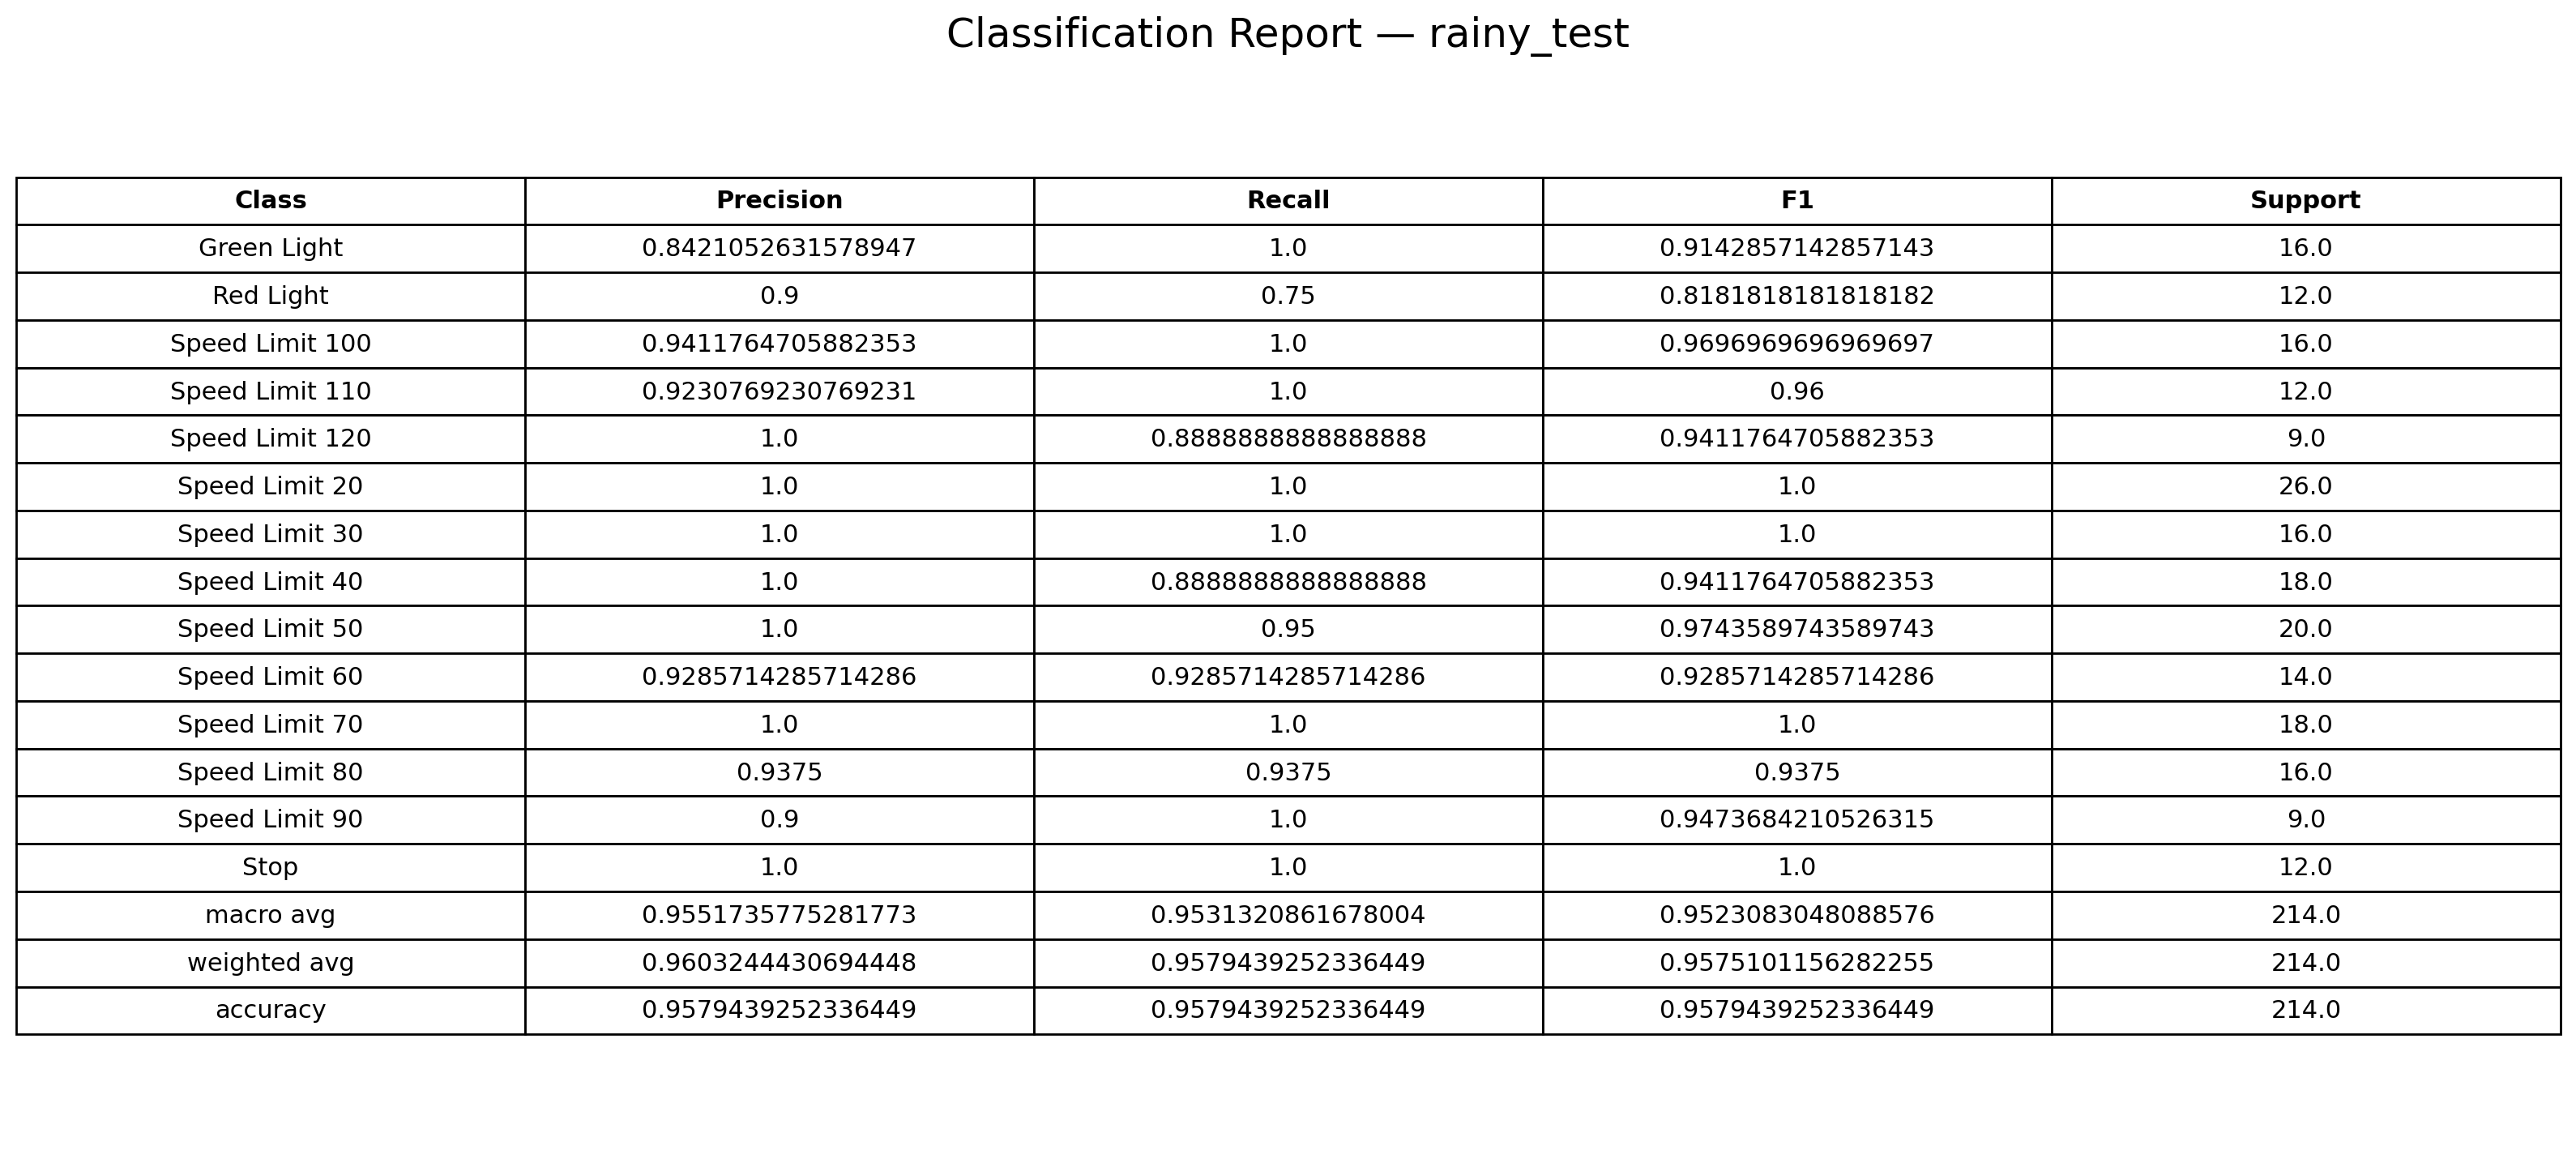 Classification Report — rainy_test
Class Precision Recall F1 Support
Green Light 0.8421052631578947 1.0 0.9142857142857143 16.0
Red Light 0.9 0.75 0.8181818181818182 12.0
Speed Limit 100 0.9411764705882353 1.0 0.9696969696969697 16.0
Speed Limit 110 0.9230769230769231 1.0 0.96 12.0
Speed Limit 120 1.0 0.8888888888888888 0.9411764705882353 9.0
Speed Limit 20 1.0 1.0 1.0 26.0
Speed Limit 30 1.0 1.0 1.0 16.0
Speed Limit 40 1.0 0.8888888888888888 0.9411764705882353 18.0
Speed Limit 50 1.0 0.95 0.9743589743589743 20.0
Speed Limit 60 0.9285714285714286 0.9285714285714286 0.9285714285714286 14.0
Speed Limit 70 1.0 1.0 1.0 18.0
Speed Limit 80 0.9375 0.9375 0.9375 16.0
Speed Limit 90 0.9 1.0 0.9473684210526315 9.0
Stop 1.0 1.0 1.0 12.0
macro avg 0.9551735775281773 0.9531320861678004 0.9523083048088576 214.0
weighted avg 0.9603244430694448 0.9579439252336449 0.9575101156282255 214.0
accuracy 0.9579439252336449 0.9579439252336449 0.9579439252336449 214.0